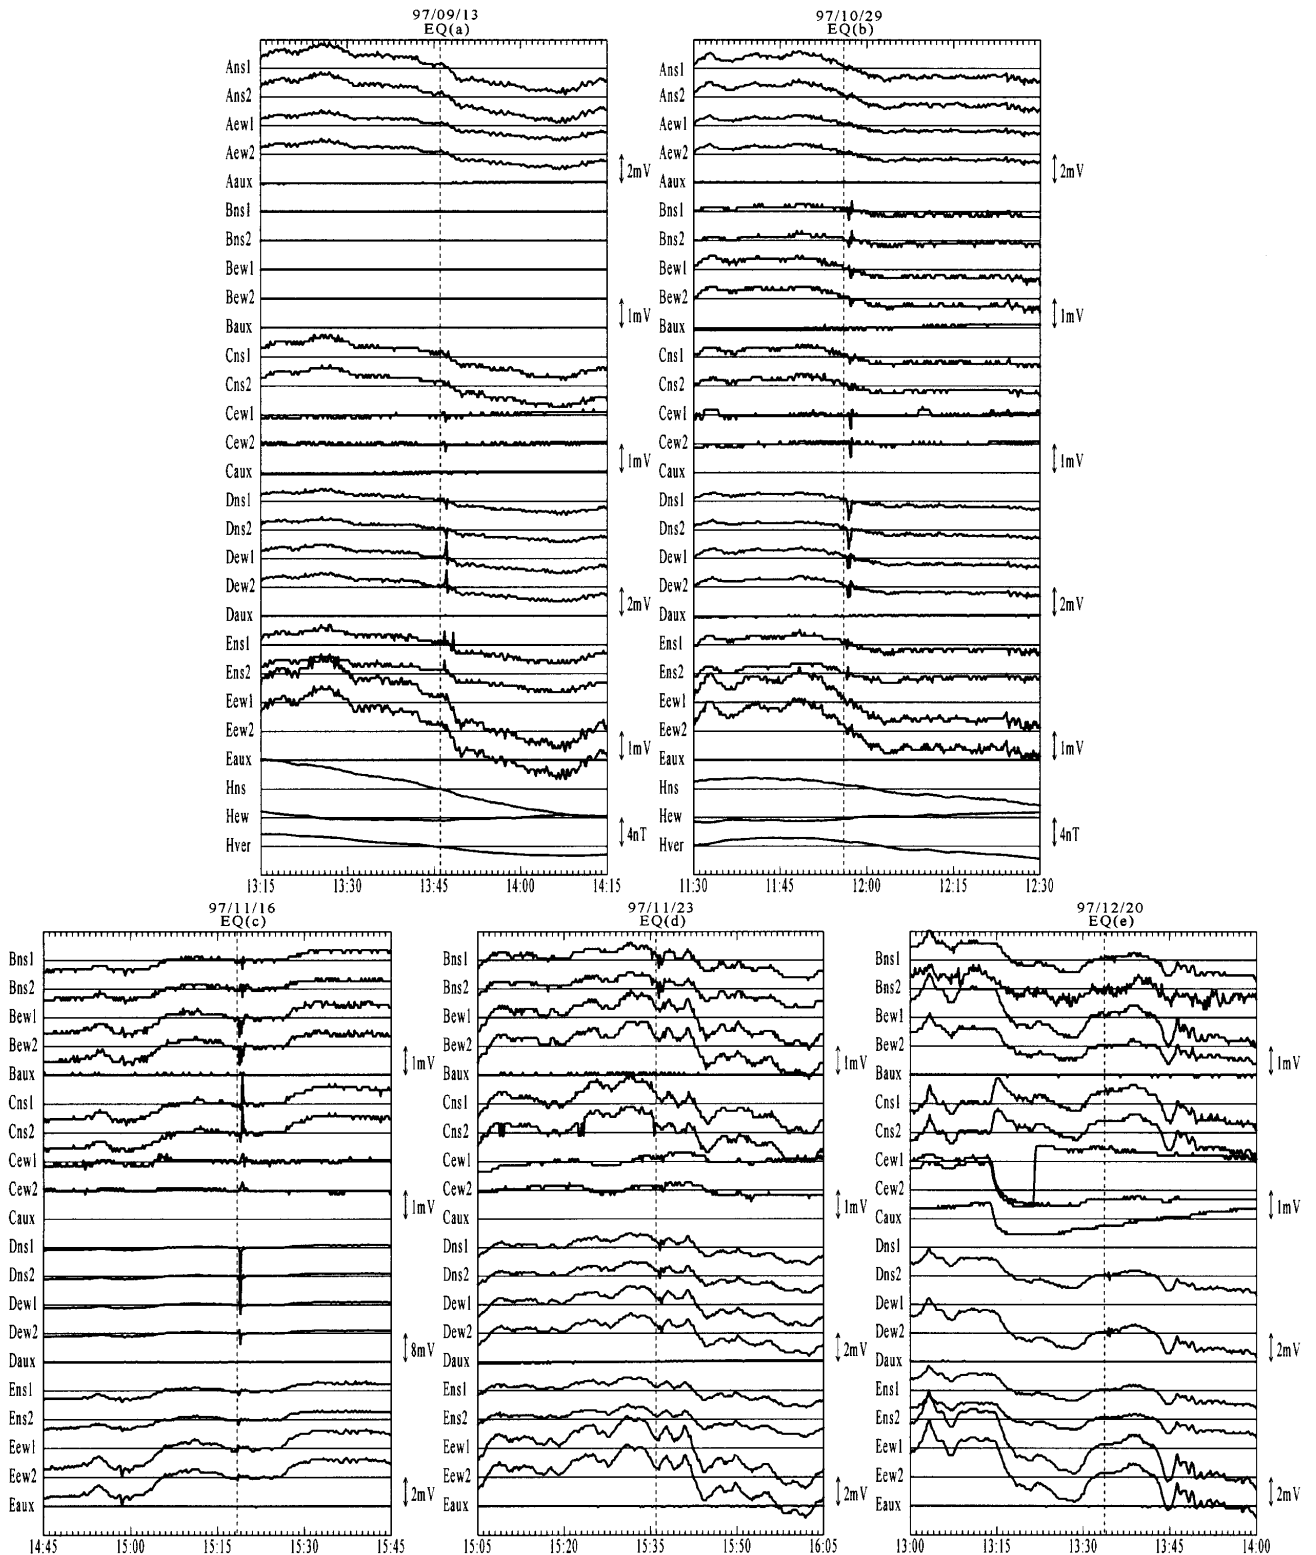 97/09/13
EQ(a)
Ans1
Ans2
Aew1
Aew2
2mV
Aaux
Bns1
Bns2
Bew1
Bew2
Baux
Cns1
Cns2
Cew1
Cew2
1mV
Caux
Dns1
Dns2
Dew1
Dew2
2mV
Daux
Ens1
Ens2
Eew1
Eew2
1mV
Eaux
Hns
Hew
4nT
Hver
13:15 13:30 13:45 14:00 14:15
97/10/29
EQ(b)
Ans1
Ans2
Aew1
Aew2
2mV
Aaux
Bns1
Bns2
Bew1
Bew2
1mV
Baux
Cns1
Cns2
Cew1
Cew2
1mV
Caux
Dns1
Dns2
Dew1
Dew2
2mV
Daux
Ens1
Ens2
Eew1
Eew2
1mV
Eaux
Hns
Hew
4nT
Hver
11:30 11:45 12:00 12:15 12:30
97/11/16
EQ(c)
Bns1
Bns2
Bew1
Bew2
1mV
Baux
Cns1
Cns2
Cew1
Cew2
1mV
Caux
Dns1
Dns2
Dew1
Dew2
8mV
Daux
Ens1
Ens2
Eew1
Eew2
2mV
Eaux
14:45 15:00 15:15 15:30 15:45
97/11/23
EQ(d)
Bns1
Bns2
Bew1
Bew2
1mV
Baux
Cns1
Cns2
Cew1
Cew2
1mV
Caux
Dns1
Dns2
Dew1
Dew2
2mV
Daux
Ens1
Ens2
Eew1
Eew2
2mV
Eaux
15:05 15:20 15:35 15:50 16:05
97/12/20
EQ(e)
Bns1
Bns2
Bew1
Bew2
1mV
Baux
Cns1
Cns2
Cew1
Cew2
1mV
Caux
Dns1
Dns2
Dew1
Dew2
2mV
Daux
Ens1
Ens2
Eew1
Eew2
2mV
Eaux
13:00 13:15 13:30 13:45 14:00